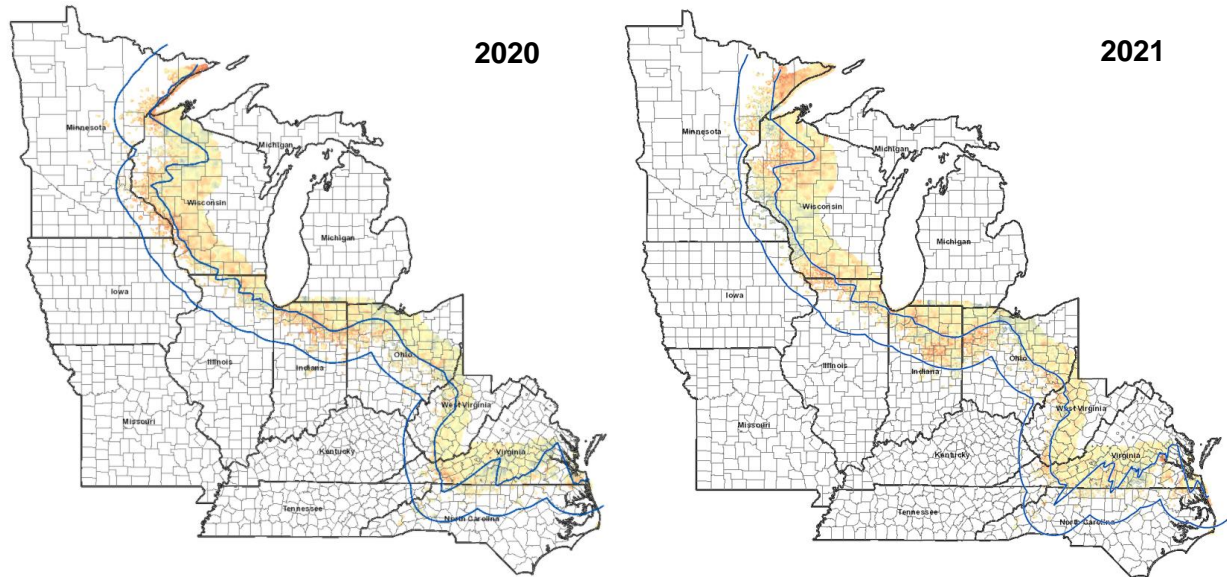 2020
Minnesota
Michigan
Wisconsin
Michigan
Iowa
Illinois
Indiana
Ohio
West Virginia
Missouri
Kentucky
Virginia
Tennessee
North Carolina
2021
Minnesota
Michigan
Wisconsin
Michigan
Iowa
Illinois
Indiana
Ohio
West Virginia
Missouri
Kentucky
Virginia
Tennessee
North Carolina